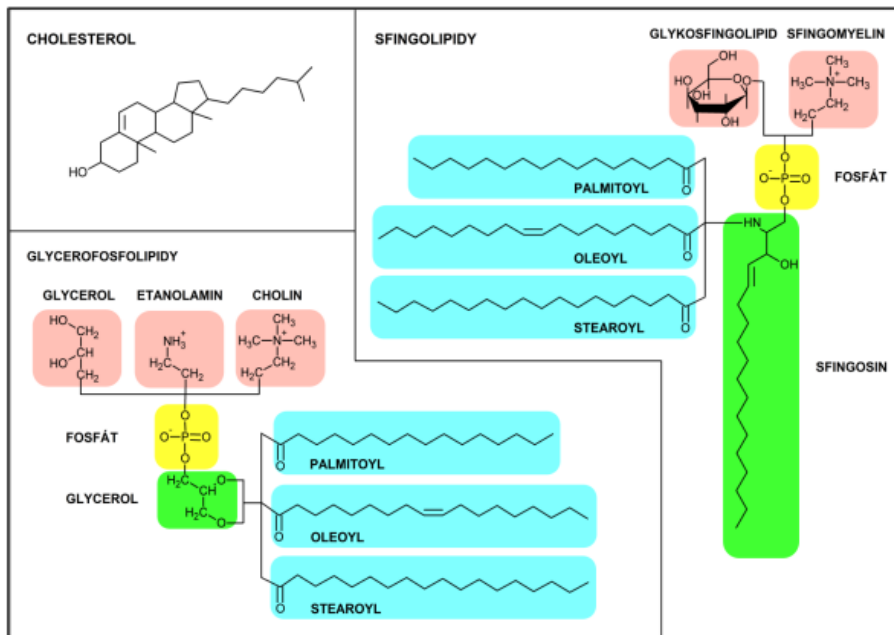 CHOLESTEROL
HO
SFINGOLIPIDY
GLYKOSFINGOLIPID
SFINGOMYELIN
OH
HO
OH
O
O
OH
OH
CH₃
H₃C
N⁺
CH₃
CH₂
H₂C
O
O⁻
P
O
O
FOSFÁT
PALMITOYL
O
OLEOYL
O
STEAROYL
O
HN
OH
SFINGOSIN
GLYCEROFOSFOLIPIDY
GLYCEROL
ETANOLAMIN
CHOLIN
HO
CH₂
CH
HO
CH₂
NH₃⁺
H₂C
CH₂
CH₃
H₃C
N⁺
CH₃
CH₂
H₂C
FOSFÁT
O
O⁻
P
O
O
GLYCEROL
H₂C
CH
O
H₂C
O
O
PALMITOYL
O
OLEOYL
O
STEAROYL